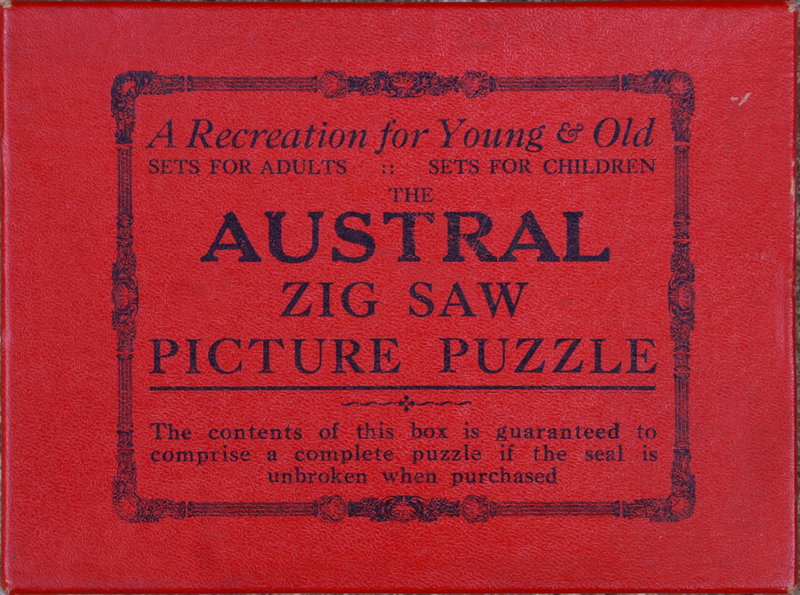 A Recreation for Young & Old
SETS FOR ADULTS :: SETS FOR CHILDREN
THE
AUSTRAL
ZIG SAW
PICTURE PUZZLE
The contents of this box is guaranteed to
comprise a complete puzzle if the seal is
unbroken when purchased